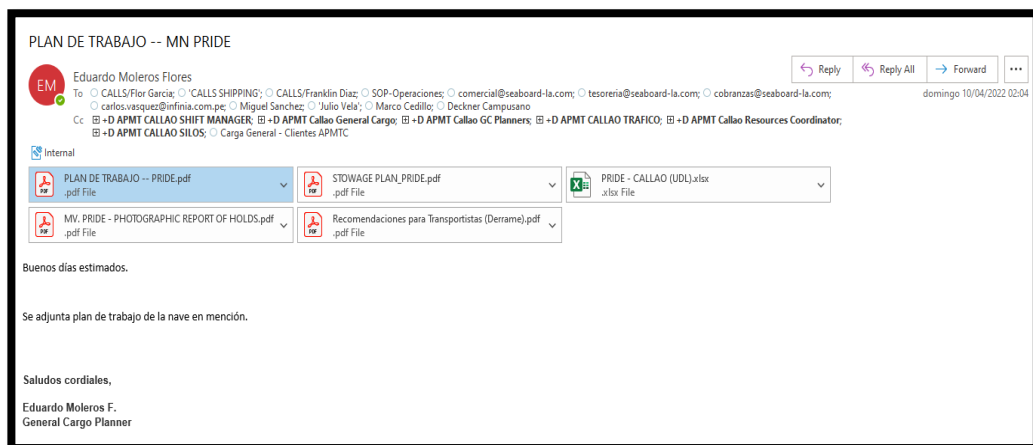 PLAN DE TRABAJO -- MN PRIDE
EM
Eduardo Moleros Flores
Reply
Reply All
Forward
To CALLS/Flor Garcia; 'CALLS SHIPPING'; CALLS/Franklin Diaz; SOP-Operaciones; comercial@seaboard-la.com; tesoreria@seaboard-la.com; cobranzas@seaboard-la.com;
domingo 10/04/2022 02:04
carlos.vasquez@infinia.com.pe; Miguel Sanchez; 'Julio Vela'; Marco Cedillo; Deckner Campusano
Cc +D APMT CALLAO SHIFT MANAGER; +D APMT Callao General Cargo; +D APMT Callao GC Planners; +D APMT CALLAO TRAFICO; +D APMT Callao Resources Coordinator;
+D APMT CALLAO SILOS; Carga General - Clientes APMTC
Internal
PLAN DE TRABAJO -- PRIDE.pdf
.pdf File
STOWAGE PLAN_PRIDE.pdf
.pdf File
PRIDE - CALLAO (UDL).xlsx
.xlsx File
MV. PRIDE - PHOTOGRAPHIC REPORT OF HOLDS.pdf
.pdf File
Recomendaciones para Transportistas (Derrame).pdf
.pdf File
Buenos días estimados.
Se adjunta plan de trabajo de la nave en mención.
Saludos cordiales,
Eduardo Moleros F.
General Cargo Planner